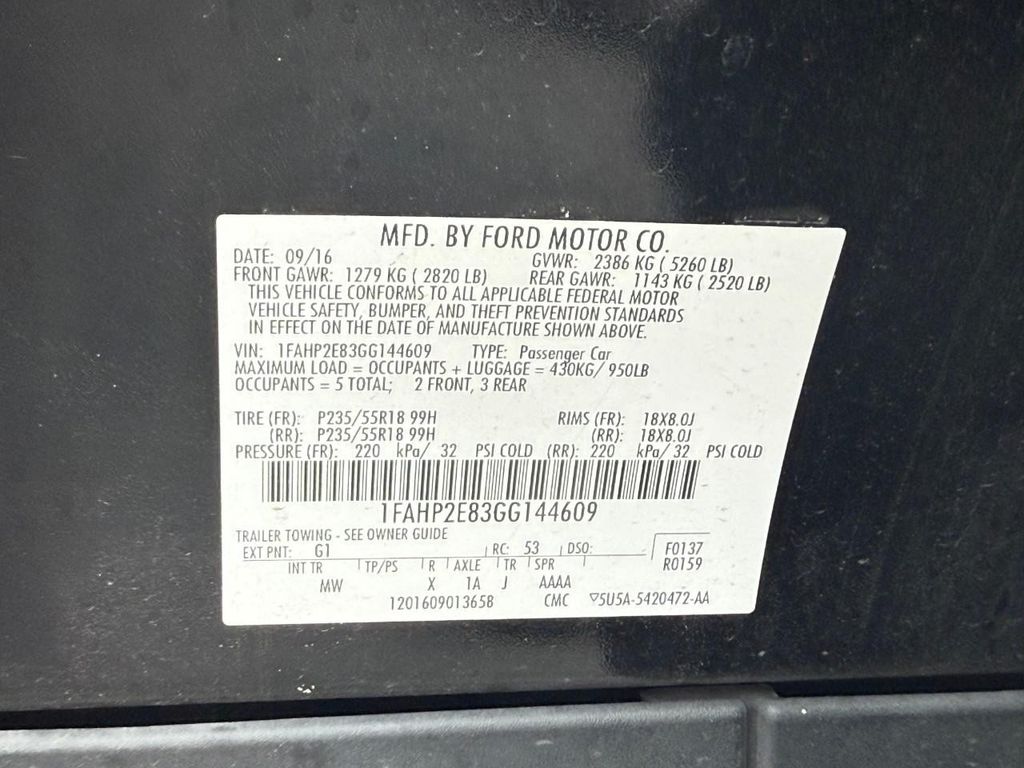 MFD. BY FORD MOTOR CO.
DATE: 09/16 GVWR: 2386 KG ( 5260 LB)
FRONT GAWR: 1279 KG ( 2820 LB) REAR GAWR: 1143 KG ( 2520 LB)
THIS VEHICLE CONFORMS TO ALL APPLICABLE FEDERAL MOTOR
VEHICLE SAFETY, BUMPER, AND THEFT PREVENTION STANDARDS
IN EFFECT ON THE DATE OF MANUFACTURE SHOWN ABOVE.
VIN: 1FAHP2E83GG144609 TYPE: Passenger Car
MAXIMUM LOAD = OCCUPANTS + LUGGAGE = 430KG/ 950LB
OCCUPANTS = 5 TOTAL; 2 FRONT, 3 REAR
TIRE (FR): P235/55R18 99H RIMS (FR): 18X8.0J
(RR): P235/55R18 99H (RR): 18X8.0J
PRESSURE (FR): 220 kPa/ 32 PSI COLD (RR): 220 kPa/ 32 PSI COLD
1FAHP2E83GG144609
TRAILER TOWING - SEE OWNER GUIDE
EXT PNT: G1 RC: 53 DSO: F0137
INT TR TP/PS R AXLE TR SPR R0159
MW X 1A J AAAA
1201609013658 CMC ▽5U5A-5420472-AA